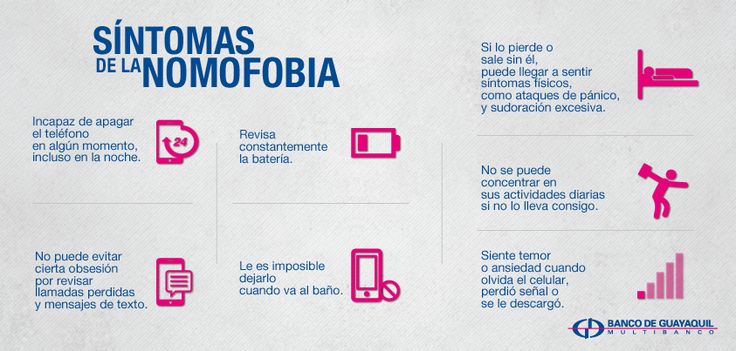 SÍNTOMAS
DE LA NOMOFOBIA
Incapaz de apagar
el teléfono
en algún momento,
incluso en la noche.
24
Revisa
constantemente
la batería.
No puede evitar
cierta obsesión
por revisar
llamadas perdidas
y mensajes de texto.
Le es imposible
dejarlo
cuando va al baño.
Si lo pierde o
sale sin él,
puede llegar a sentir
síntomas físicos,
como ataques de pánico,
y sudoración excesiva.
No se puede
concentrar en
sus actividades diarias
si no lo lleva consigo.
Siente temor
o ansiedad cuando
olvida el celular,
perdió señal o
se le descargó.
BANCO DE GUAYAQUIL
MULTIBANCO